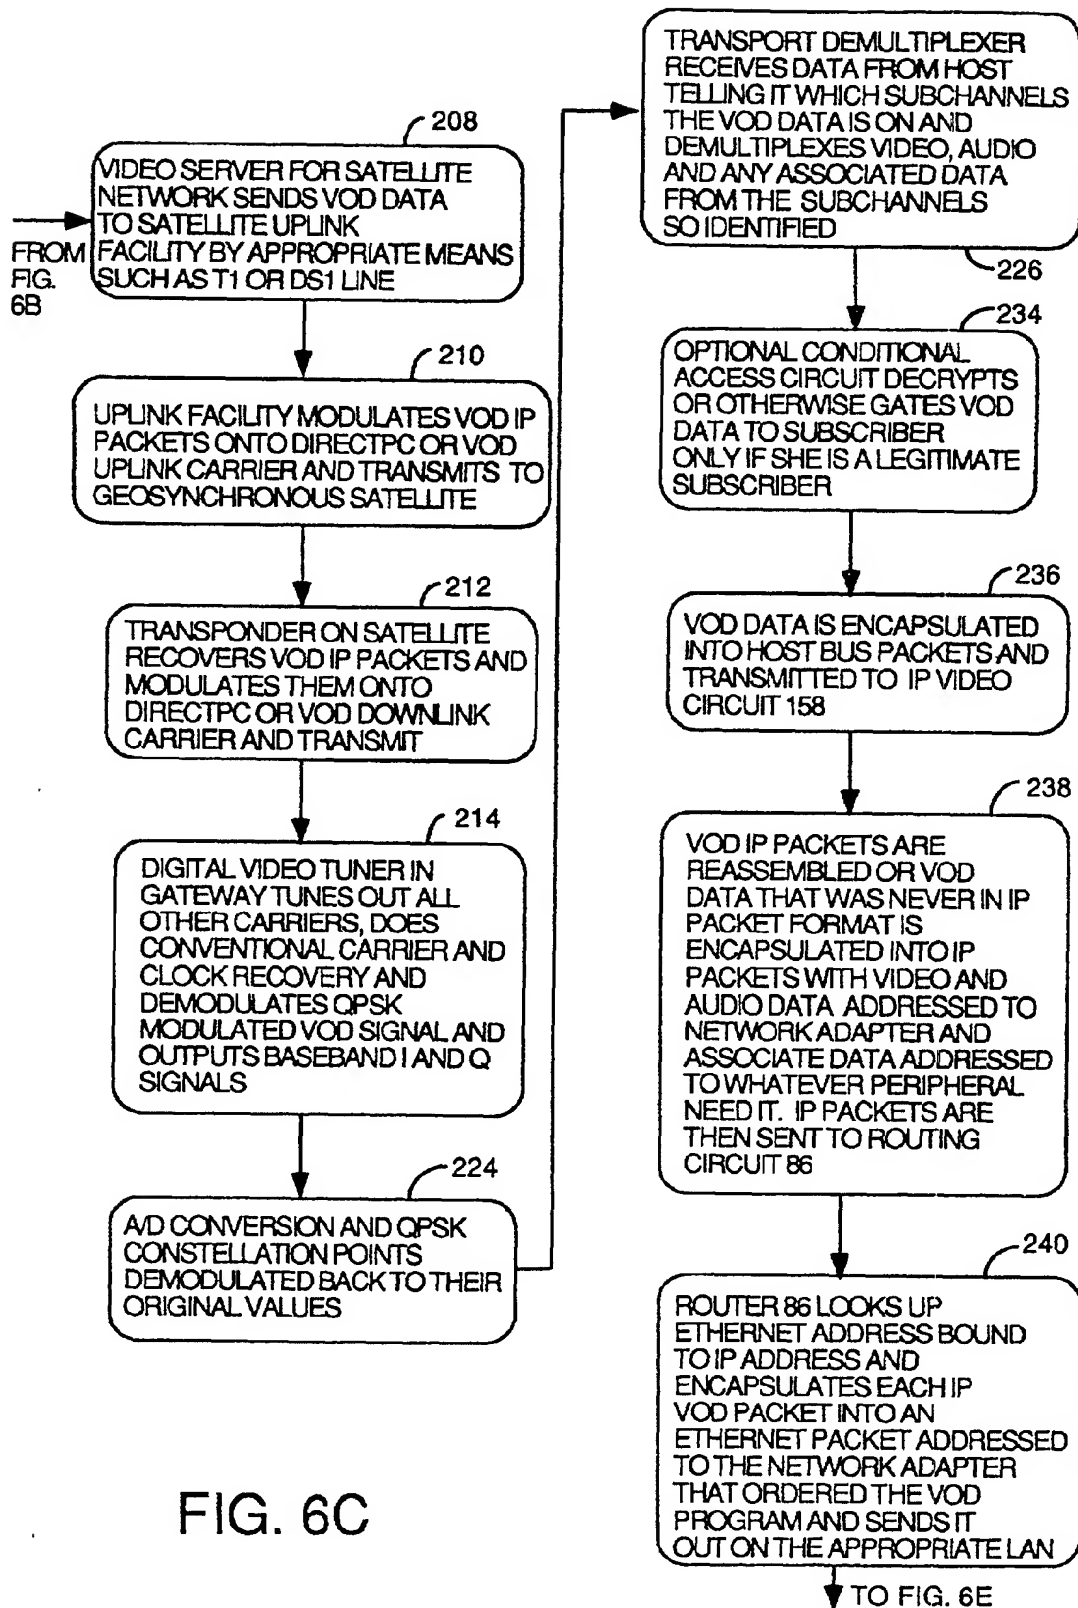 208
VIDEO SERVER FOR SATELLITE
NETWORK SENDS VOD DATA
TO SATELLITE UPLINK
FACILITY BY APPROPRIATE MEANS
SUCH AS T1 OR DS1 LINE
FROM
FIG.
6B
210
UPLINK FACILITY MODULATES VOD IP
PACKETS ONTO DIRECTPC OR VOD
UPLINK CARRIER AND TRANSMITS TO
GEOSYNCHRONOUS SATELLITE
212
TRANSPONDER ON SATELLITE
RECOVERS VOD IP PACKETS AND
MODULATES THEM ONTO
DIRECTPC OR VOD DOWNLINK
CARRIER AND TRANSMIT
214
DIGITAL VIDEO TUNER IN
GATEWAY TUNES OUT ALL
OTHER CARRIERS, DOES
CONVENTIONAL CARRIER AND
CLOCK RECOVERY AND
DEMODULATES QPSK
MODULATED VOD SIGNAL AND
OUTPUTS BASEBAND I AND Q
SIGNALS
224
A/D CONVERSION AND QPSK
CONSTELLATION POINTS
DEMODULATED BACK TO THEIR
ORIGINAL VALUES
TRANSPORT DEMULTIPLEXER
RECEIVES DATA FROM HOST
TELLING IT WHICH SUBCHANNELS
THE VOD DATA IS ON AND
DEMULTIPLEXES VIDEO, AUDIO
AND ANY ASSOCIATED DATA
FROM THE SUBCHANNELS
SO IDENTIFIED
226
234
OPTIONAL CONDITIONAL
ACCESS CIRCUIT DECRYPTS
OR OTHERWISE GATES VOD
DATA TO SUBSCRIBER
ONLY IF SHE IS A LEGITIMATE
SUBSCRIBER
236
VOD DATA IS ENCAPSULATED
INTO HOST BUS PACKETS AND
TRANSMITTED TO IP VIDEO
CIRCUIT 158
238
VOD IP PACKETS ARE
REASSEMBLED OR VOD
DATA THAT WAS NEVER IN IP
PACKET FORMAT IS
ENCAPSULATED INTO IP
PACKETS WITH VIDEO AND
AUDIO DATA ADDRESSED TO
NETWORK ADAPTER AND
ASSOCIATE DATA ADDRESSED
TO WHATEVER PERIPHERAL
NEED IT. IP PACKETS ARE
THEN SENT TO ROUTING
CIRCUIT 86
240
ROUTER 86 LOOKS UP
ETHERNET ADDRESS BOUND
TO IP ADDRESS AND
ENCAPSULATES EACH IP
VOD PACKET INTO AN
ETHERNET PACKET ADDRESSED
TO THE NETWORK ADAPTER
THAT ORDERED THE VOD
PROGRAM AND SENDS IT
OUT ON THE APPROPRIATE LAN
TO FIG. 6E
FIG. 6C